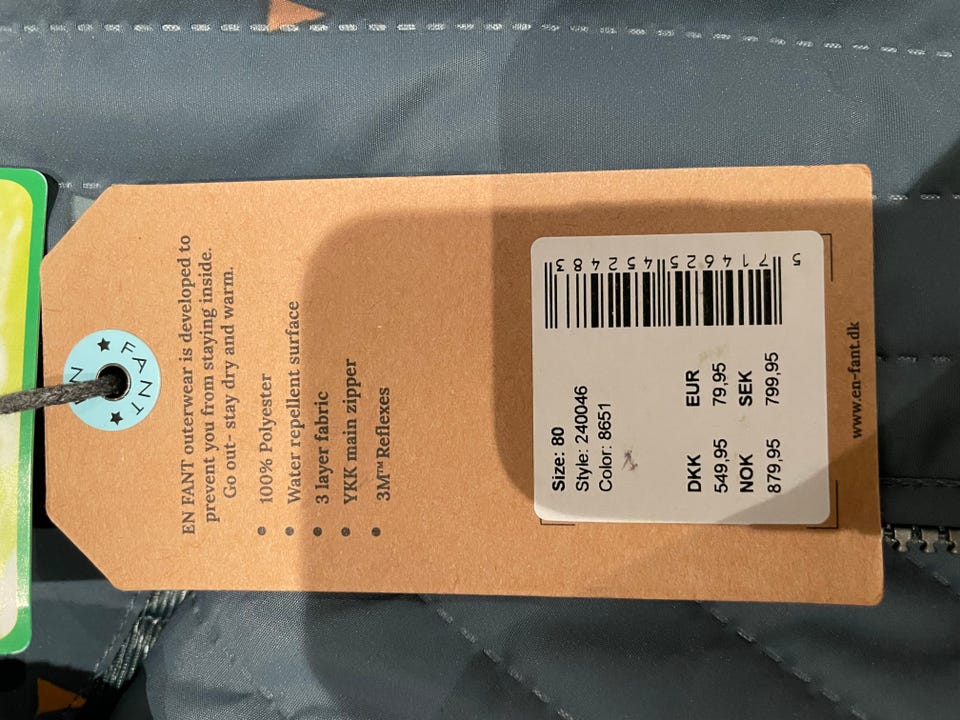 EN FANT
EN FANT outerwear is developed to
prevent you from staying inside.
Go out- stay dry and warm.
• 100% Polyester
• Water repellent surface
• 3 layer fabric
• YKK main zipper
• 3M™ Reflexes
Size: 80
Style: 240046
Color: 8651
DKK EUR
549,95 79,95
NOK SEK
879,95 799,95
5 714625 452483
www.en-fant.dk